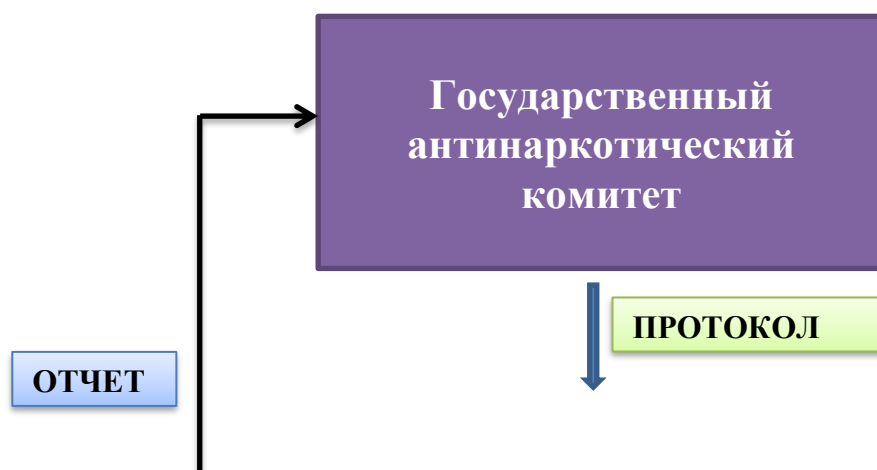 Государственный
антинаркотический
комитет
ПРОТОКОЛ
ОТЧЕТ